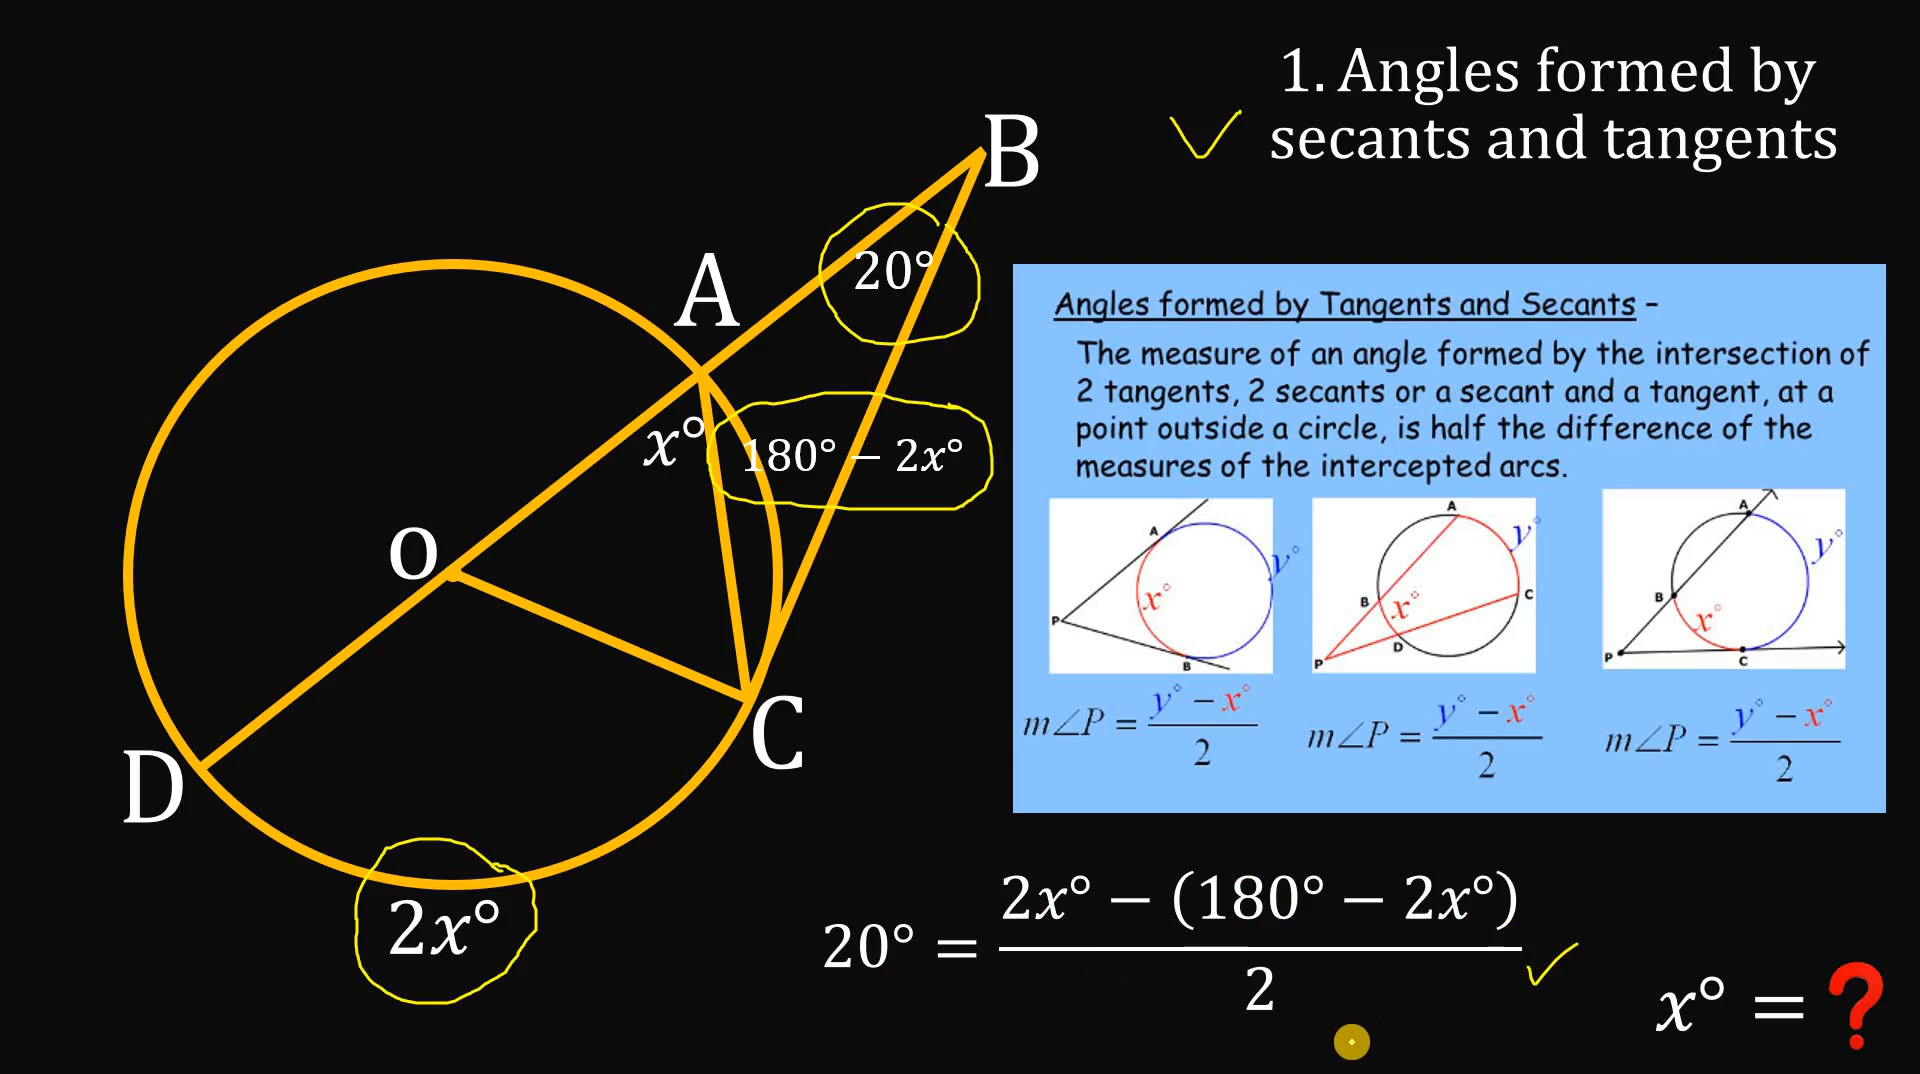 1. Angles formed by
secants and tangents
B
20°
A
x°
180° − 2x°
O
C
D
2x°
Angles formed by Tangents and Secants –
The measure of an angle formed by the intersection of
2 tangents, 2 secants or a secant and a tangent, at a
point outside a circle, is half the difference of the
measures of the intercepted arcs.
A
y°
x°
P
B
m∠P = y° − x° / 2
A
y°
B
x°
C
D
P
m∠P = y° − x° / 2
A
y°
B
x°
P
C
m∠P = y° − x° / 2
20° = 2x° − (180° − 2x°) / 2
x° = ❓